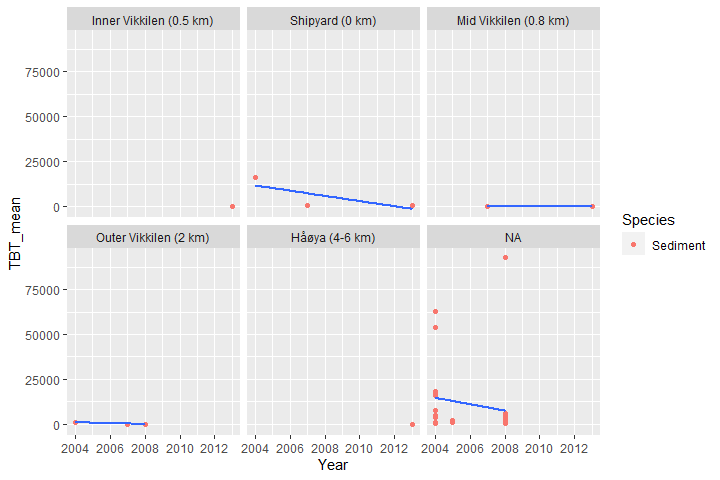 Inner Vikkilen (0.5 km) Shipyard (0 km) Mid Vikkilen (0.8 km)
75000
50000
25000
0
Outer Vikkilen (2 km) Håøya (4-6 km) NA
75000
50000
25000
0
2004 2006 2008 2010 2012 2004 2006 2008 2010 2012 2004 2006 2008 2010 2012
Year
TBT_mean
Species
Sediment